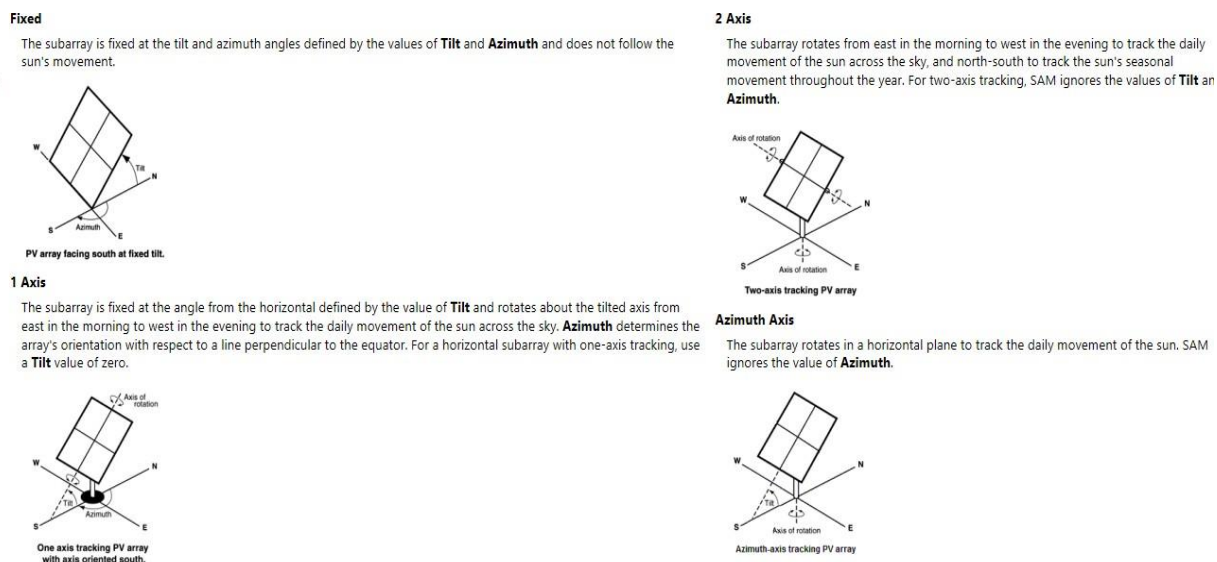 Fixed
The subarray is fixed at the tilt and azimuth angles defined by the values of Tilt and Azimuth and does not follow the
sun's movement.
W
Tilt
N
S
Azimuth
E
PV array facing south at fixed tilt.
1 Axis
The subarray is fixed at the angle from the horizontal defined by the value of Tilt and rotates about the tilted axis from
east in the morning to west in the evening to track the daily movement of the sun across the sky. Azimuth determines the
array's orientation with respect to a line perpendicular to the equator. For a horizontal subarray with one-axis tracking, use
a Tilt value of zero.
Axis of
rotation
W
N
Tilt
Azimuth
S
E
One axis tracking PV array
with axis oriented south.
2 Axis
The subarray rotates from east in the morning to west in the evening to track the daily
movement of the sun across the sky, and north-south to track the sun's seasonal
movement throughout the year. For two-axis tracking, SAM ignores the values of Tilt an
Azimuth.
Axis of rotation
W
N
S
Axis of rotation
E
Two-axis tracking PV array
Azimuth Axis
The subarray rotates in a horizontal plane to track the daily movement of the sun. SAM
ignores the value of Azimuth.
W
N
Tilt
S
Axis of rotation
E
Azimuth-axis tracking PV array